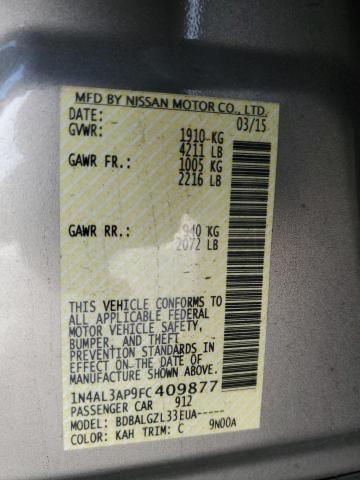 MFD BY NISSAN MOTOR CO., LTD.
DATE: 03/15
GVWR: 1910 KG
4211 LB
GAWR FR.: 1005 KG
2216 LB
GAWR RR.: 940 KG
2072 LB
THIS VEHICLE CONFORMS TO
ALL APPLICABLE FEDERAL
MOTOR VEHICLE SAFETY,
BUMPER, AND THEFT
PREVENTION STANDARDS IN
EFFECT ON THE DATE OF
MANUFACTURE SHOWN ABOVE.
1N4AL3AP9FC409877
PASSENGER CAR 912
MODEL: BDBALGZL33EUA-----
COLOR: KAH TRIM: C 9N00A